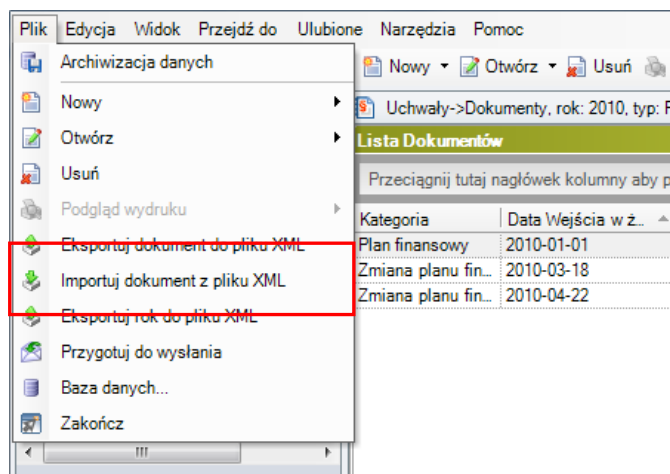 Plik Edycja Widok Przejdź do Ulubione Narzędzia Pomoc
Archiwizacja danych
Nowy
Otwórz
Usuń
Podgląd wydruku
Eksportuj dokument do pliku XML
Importuj dokument z pliku XML
Eksportuj rok do pliku XML
Przygotuj do wysłania
Baza danych...
Zakończ
Nowy Otwórz Usuń
Uchwały->Dokumenty, rok: 2010, typ:
Lista Dokumentów
Przeciągnij tutaj nagłówek kolumny aby
Kategoria Data Wejścia w ż...
Plan finansowy 2010-01-01
Zmiana planu fin... 2010-03-18
Zmiana planu fin... 2010-04-22